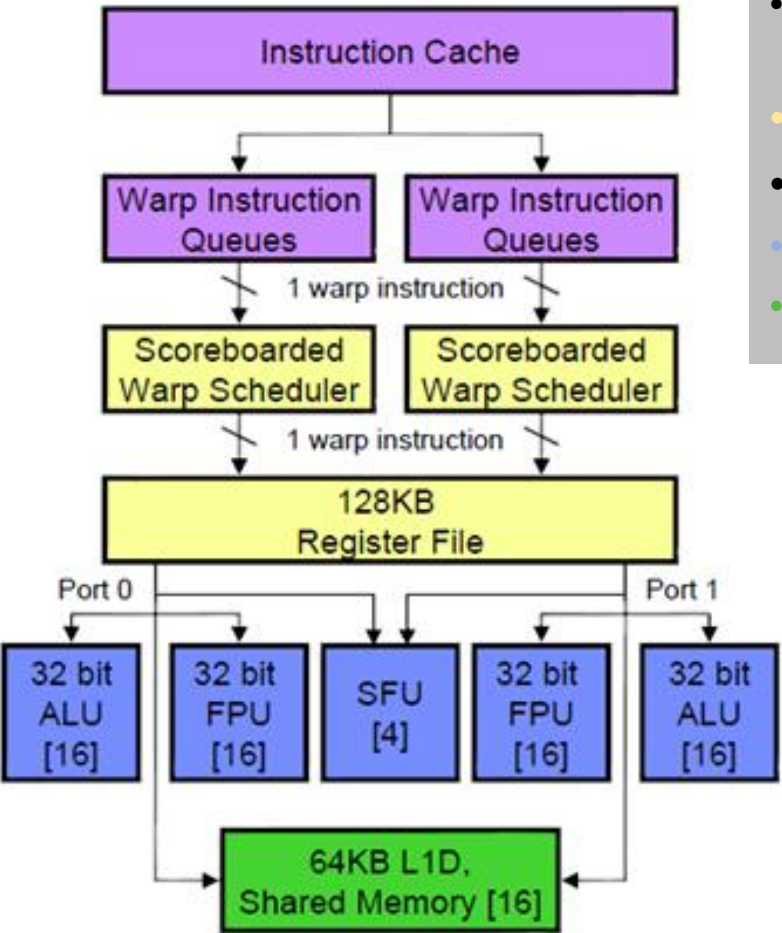 Instruction Cache
Warp Instruction Queues
Warp Instruction Queues
1 warp instruction
Scoreboarded Warp Scheduler
Scoreboarded Warp Scheduler
1 warp instruction
128KB
Register File
Port 0
Port 1
32 bit
ALU
[16]
32 bit
FPU
[16]
SFU
[4]
32 bit
FPU
[16]
32 bit
ALU
[16]
64KB L1D,
Shared Memory [16]